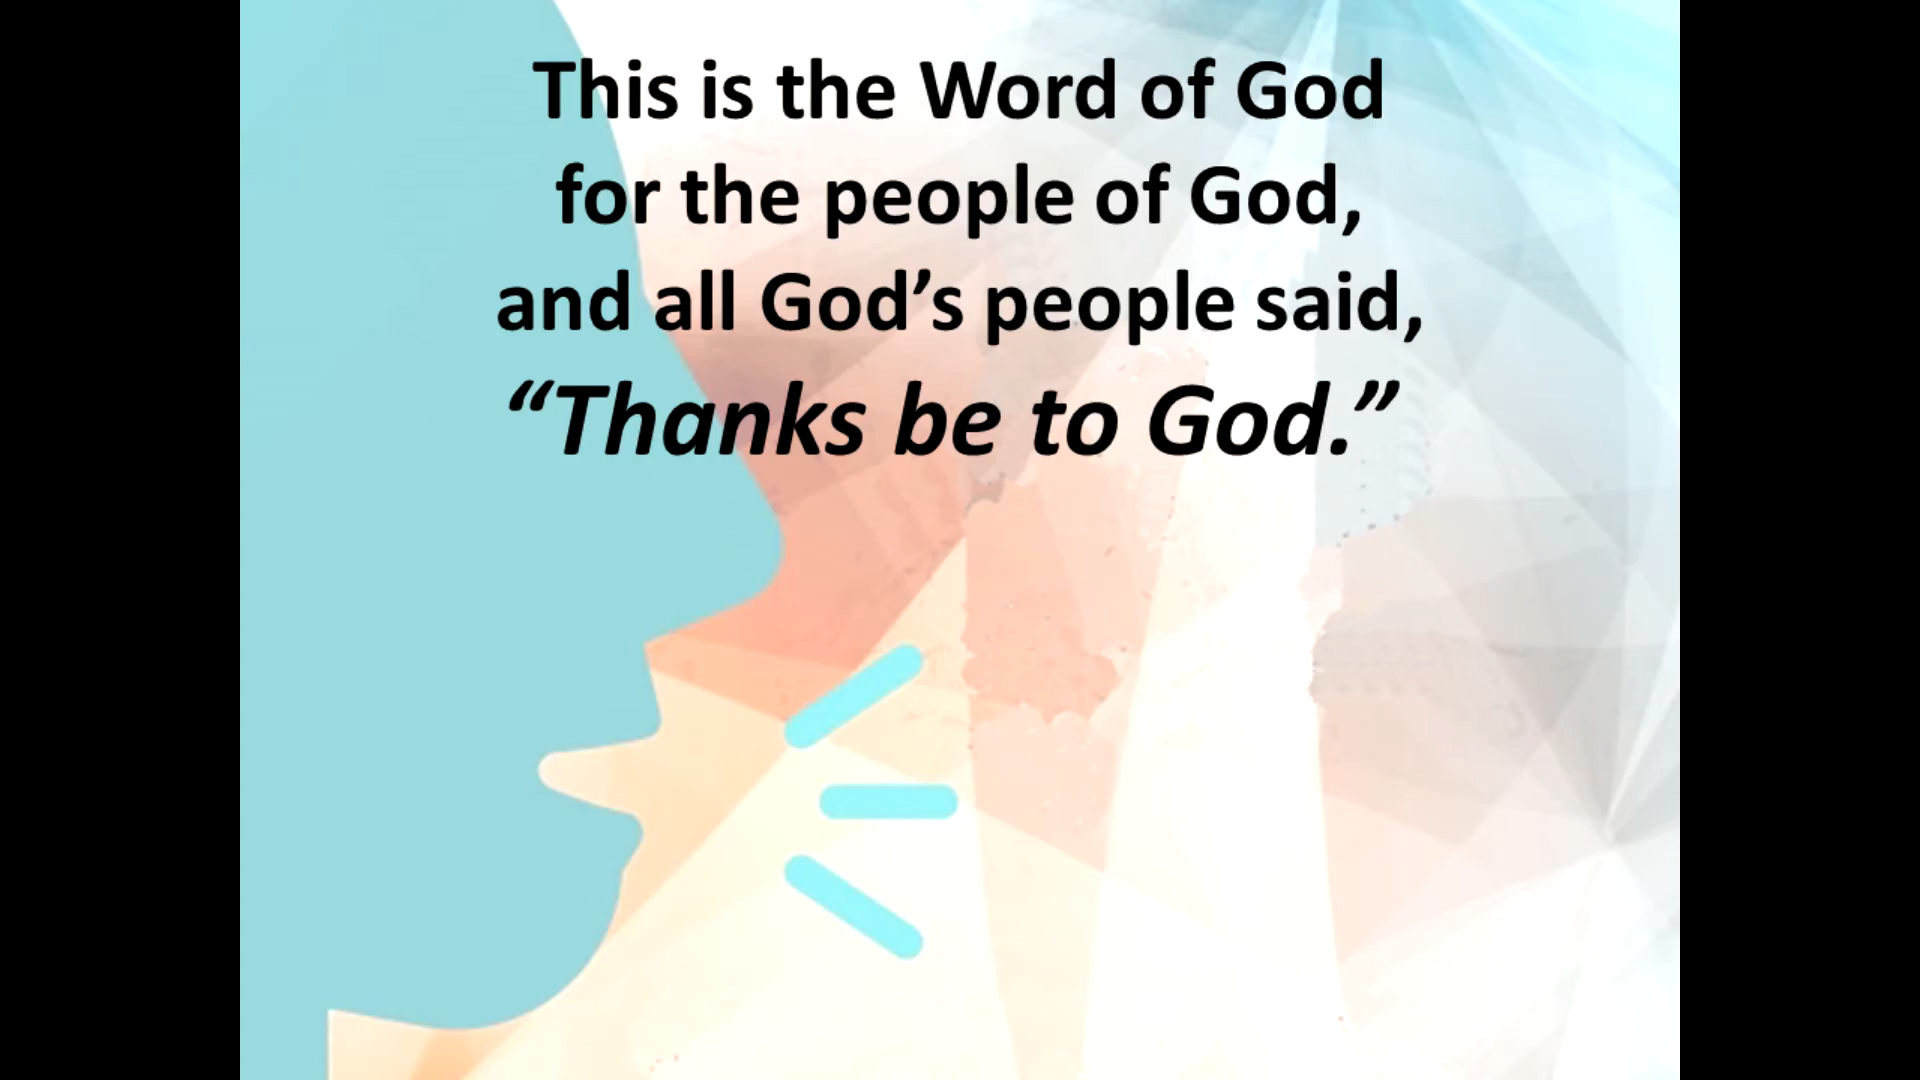 This is the Word of God
for the people of God,
and all God’s people said,
“Thanks be to God.”